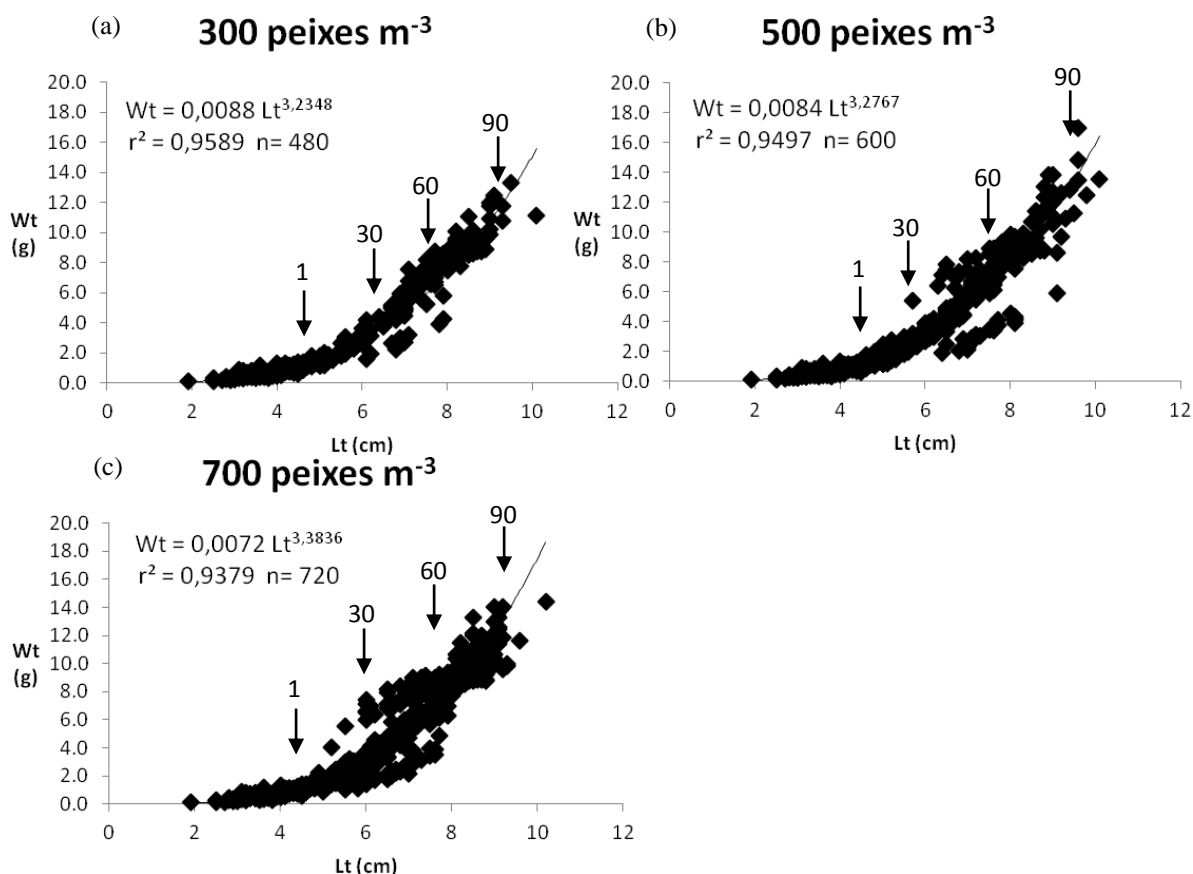 (a) 300 peixes m⁻³
20.0
18.0
16.0
14.0
12.0
10.0
8.0
6.0
4.0
2.0
0.0
Wt
(g)
Wt = 0,0088 Lt³,²³⁴⁸
r² = 0,9589 n= 480
1
30
60
90
0 2 4 6 8 10 12
Lt (cm)
(b) 500 peixes m⁻³
20.0
18.0
16.0
14.0
12.0
10.0
8.0
6.0
4.0
2.0
0.0
Wt
(g)
Wt = 0,0084 Lt³,²⁷⁶⁷
r² = 0,9497 n= 600
1
30
60
90
0 2 4 6 8 10 12
Lt (cm)
(c) 700 peixes m⁻³
20.0
18.0
16.0
14.0
12.0
10.0
8.0
6.0
4.0
2.0
0.0
Wt
(g)
Wt = 0,0072 Lt³,³⁸³⁶
r² = 0,9379 n= 720
1
30
60
90
0 2 4 6 8 10 12
Lt (cm)